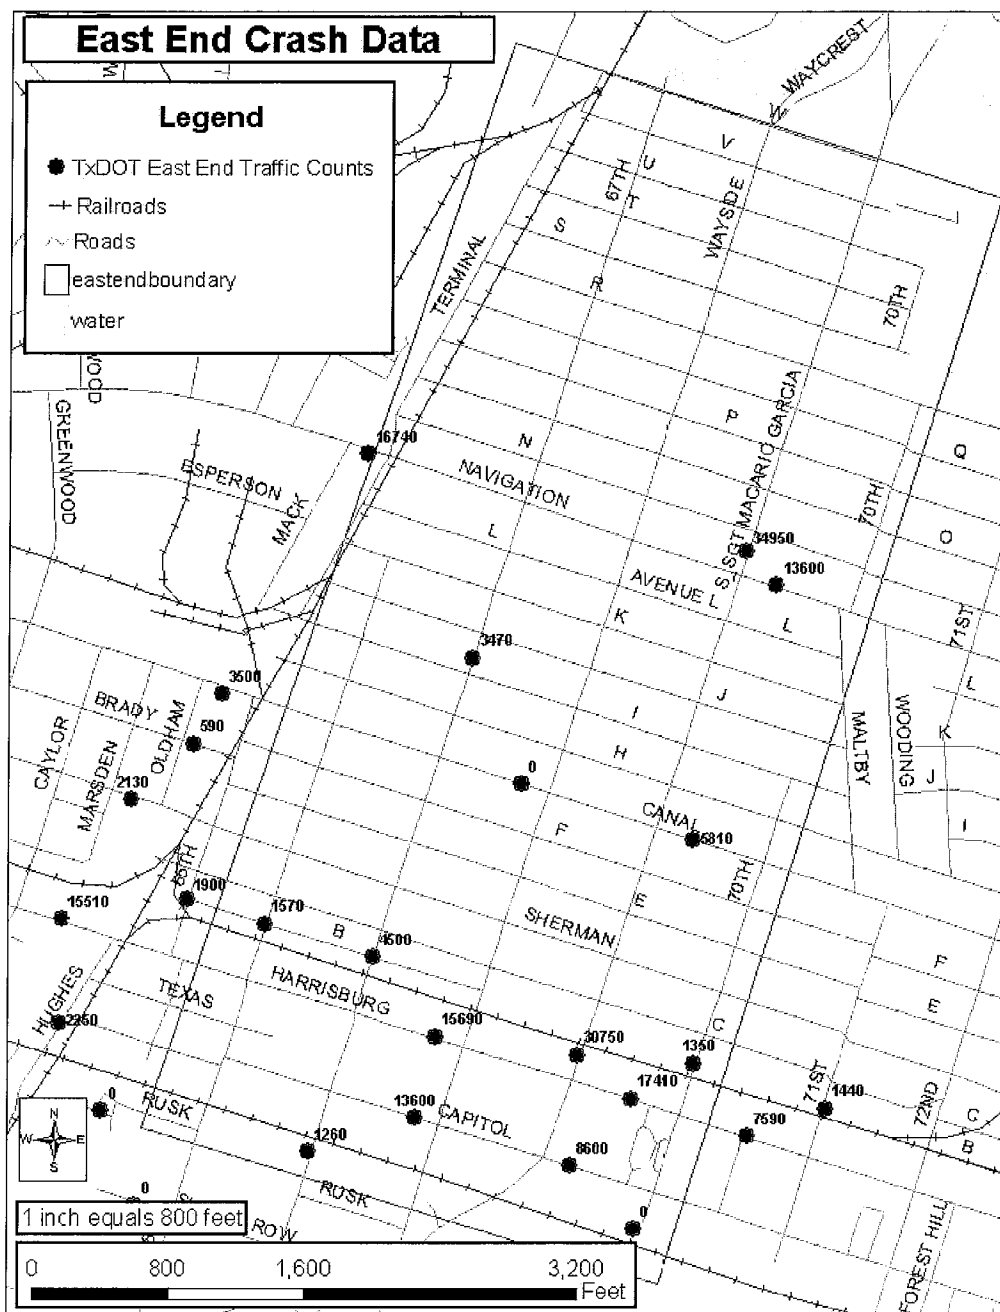 East End Crash Data
Legend
TxDOT East End Traffic Counts
Railroads
Roads
eastendboundary
water
WAYCREST
W
V
U
67TH
T
WAYSIDE
S
TERMINAL
R
70TH
I
WOOD
GREENWOOD
S SGT MACARIO GARCIA
P
Q
16740
N
ESPERSON
NAVIGATION
MACK
70TH
L
O
34950
13600
AVENUE L
K
L
71ST
3470
3500
J
L
BRADY
OLDHAM
590
I
H
MALTBY
WOODING
K
CAYLOR
MARSDEN
2130
0
J
CANAL
5310
F
I
65TH
1900
70TH
E
15510
1570
SHERMAN
B
4500
F
HUGHES
TEXAS
HARRISBURG
E
2250
15690
C
30750
1350
71ST
72ND
17410
1440
C
0
RUSK
13600
CAPITOL
7590
B
N
W E
S
1260
8600
0
RUSK
0
1 inch equals 800 feet
ROW
FOREST HILL
0 800 1,600 3,200
Feet